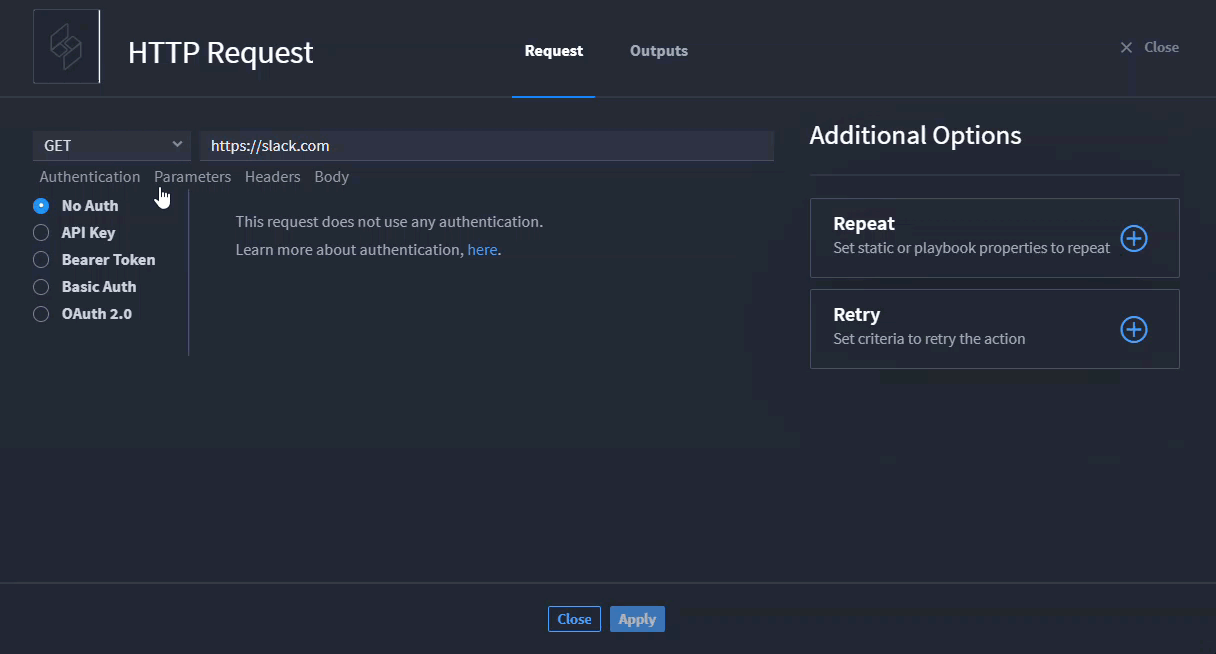 HTTP Request
Request
Outputs
Close
GET
https://slack.com
Authentication Parameters Headers Body
No Auth
API Key
Bearer Token
Basic Auth
OAuth 2.0
This request does not use any authentication.
Learn more about authentication, here.
Additional Options
Repeat
Set static or playbook properties to repeat
Retry
Set criteria to retry the action
Close
Apply